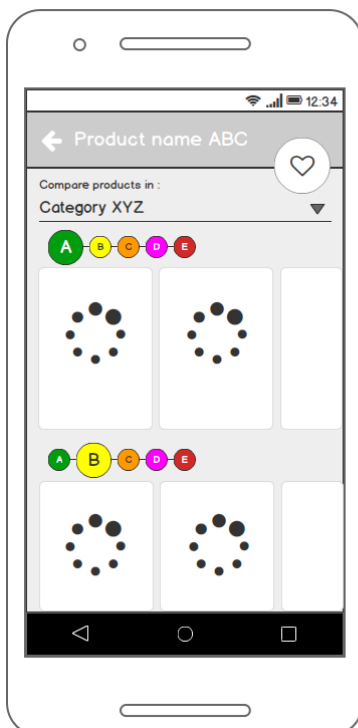 12:34
Product name ABC
Compare products in :
Category XYZ
A B C D E
A B C D E